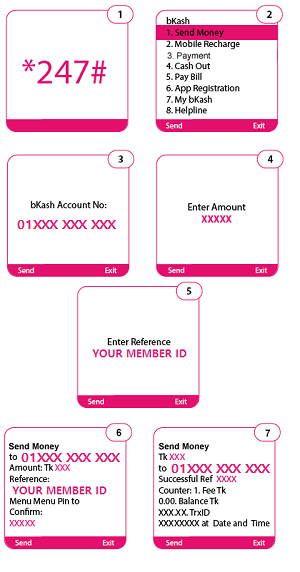 1
*247#
2
bKash
1. Send Money
2. Mobile Recharge
3. Payment
4. Cash Out
5. Pay Bill
6. App Registration
7. My bKash
8. Helpline
Send Exit
3
bKash Account No:
01XXX XXX XXX
Send Exit
4
Enter Amount
XXXXX
Send Exit
5
Enter Reference
YOUR MEMBER ID
Send Exit
6
Send Money
to 01XXX XXX XXX
Amount: Tk XXX
Reference:
YOUR MEMBER ID
Menu Menu Pin to
Confirm:
XXXXX
Send Exit
7
Send Money
Tk XXX
to 01XXX XXX XXX
Successful Ref XXXX
Counter: 1. Fee Tk
0.00. Balance Tk
XXX.XX. TrxID
XXXXXXXX at Date and Time
Send Exit